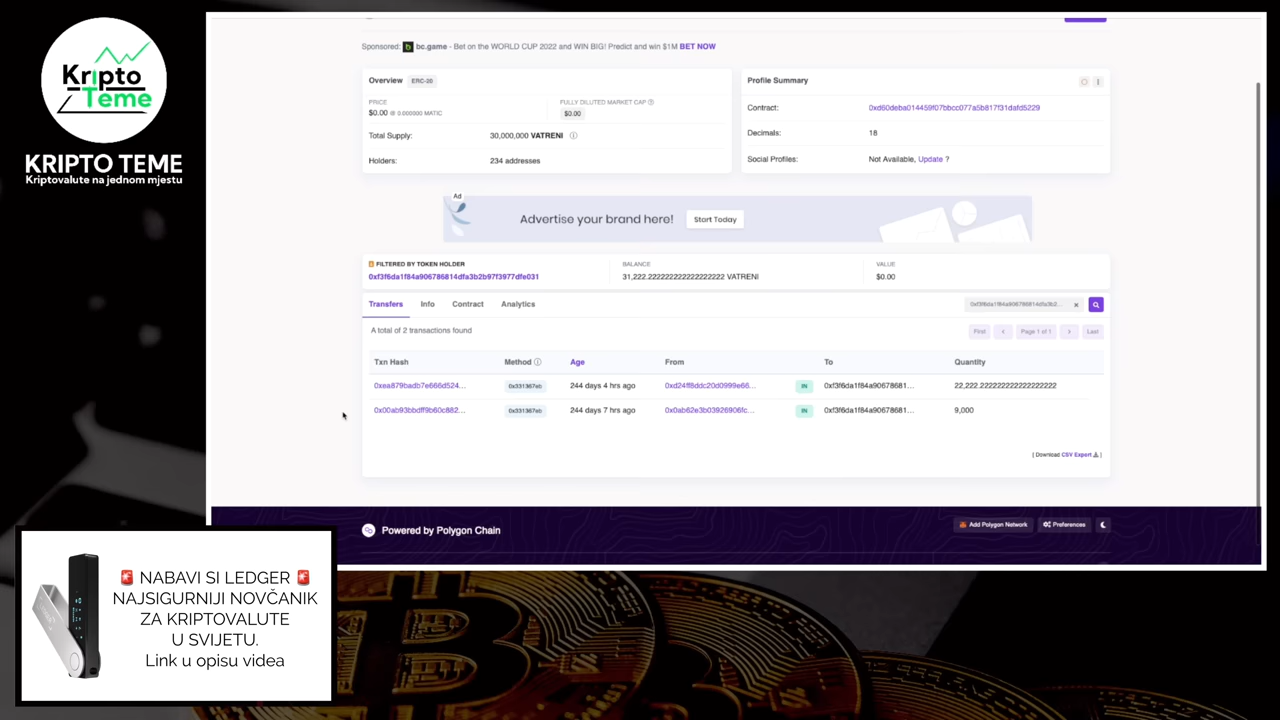 Kripto
Teme
KRIPTO TEME
Kriptovalute na jednom mjestu
Sponsored: bc.game - Bet on the WORLD CUP 2022 and WIN BIG! Predict and win $1M BET NOW
Overview ERC-20
PRICE
$0.00 @ 0.000000 MATIC
FULLY DILUTED MARKET CAP
$0.00
Total Supply: 30,000,000 VATRENI
Holders: 234 addresses
Profile Summary
Contract: 0xd60deba014459f07bbcc077a5b817f31dafd5229
Decimals: 18
Social Profiles: Not Available, Update ?
Ad
Advertise your brand here! Start Today
FILTERED BY TOKEN HOLDER
0xf3f6da1f84a906786814dfa3b2b97f3977dfe031
BALANCE
31,222.222222222222222222 VATRENI
VALUE
$0.00
Transfers Info Contract Analytics
0xf3f6da1f84a906786814dfa3b2...
A total of 2 transactions found
First < Page 1 of 1 > Last
Txn Hash Method Age From To Quantity
0xea879badb7e666d524... 0x331367eb 244 days 4 hrs ago 0xd24ff8ddc20d0999e66... IN 0xf3f6da1f84a90678681... 22,222.222222222222222222
0x00ab93bbdff9b60c882... 0x331367eb 244 days 7 hrs ago 0x0ab62e3b03926906fc... IN 0xf3f6da1f84a90678681... 9,000
[ Download CSV Export ]
Powered by Polygon Chain
Add Polygon Network Preferences
🚨 NABAVI SI LEDGER 🚨
NAJSIGURNIJI NOVČANIK
ZA KRIPTOVALUTE
U SVIJETU.
Link u opisu videa